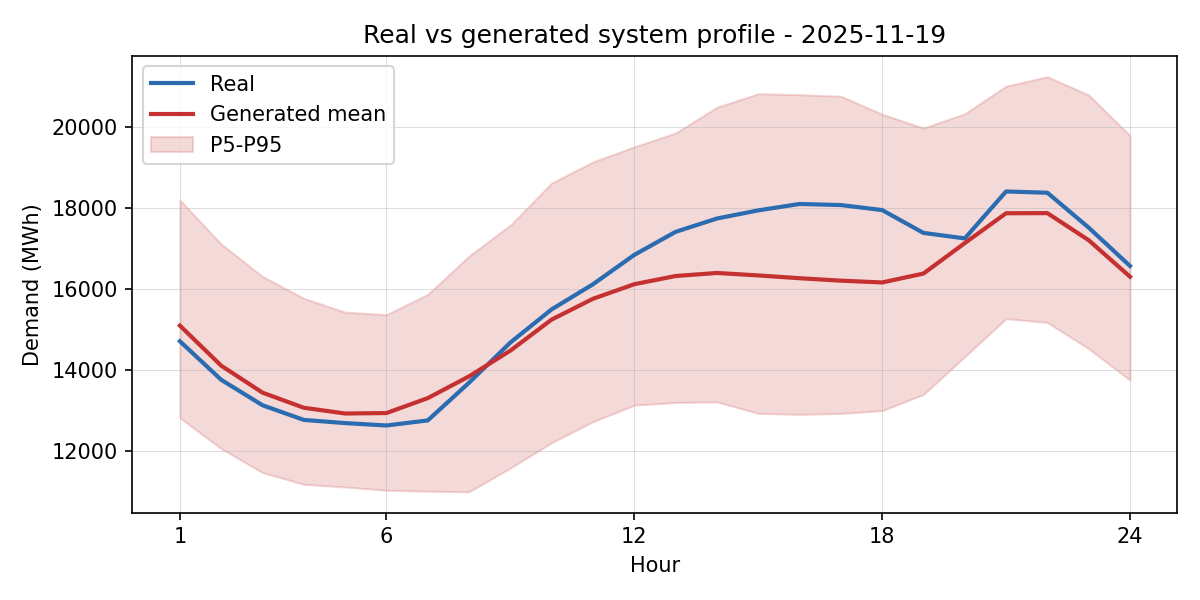 Real vs generated system profile - 2025-11-19
Real
Generated mean
P5-P95
Demand (MWh)
20000
18000
16000
14000
12000
1 6 12 18 24
Hour